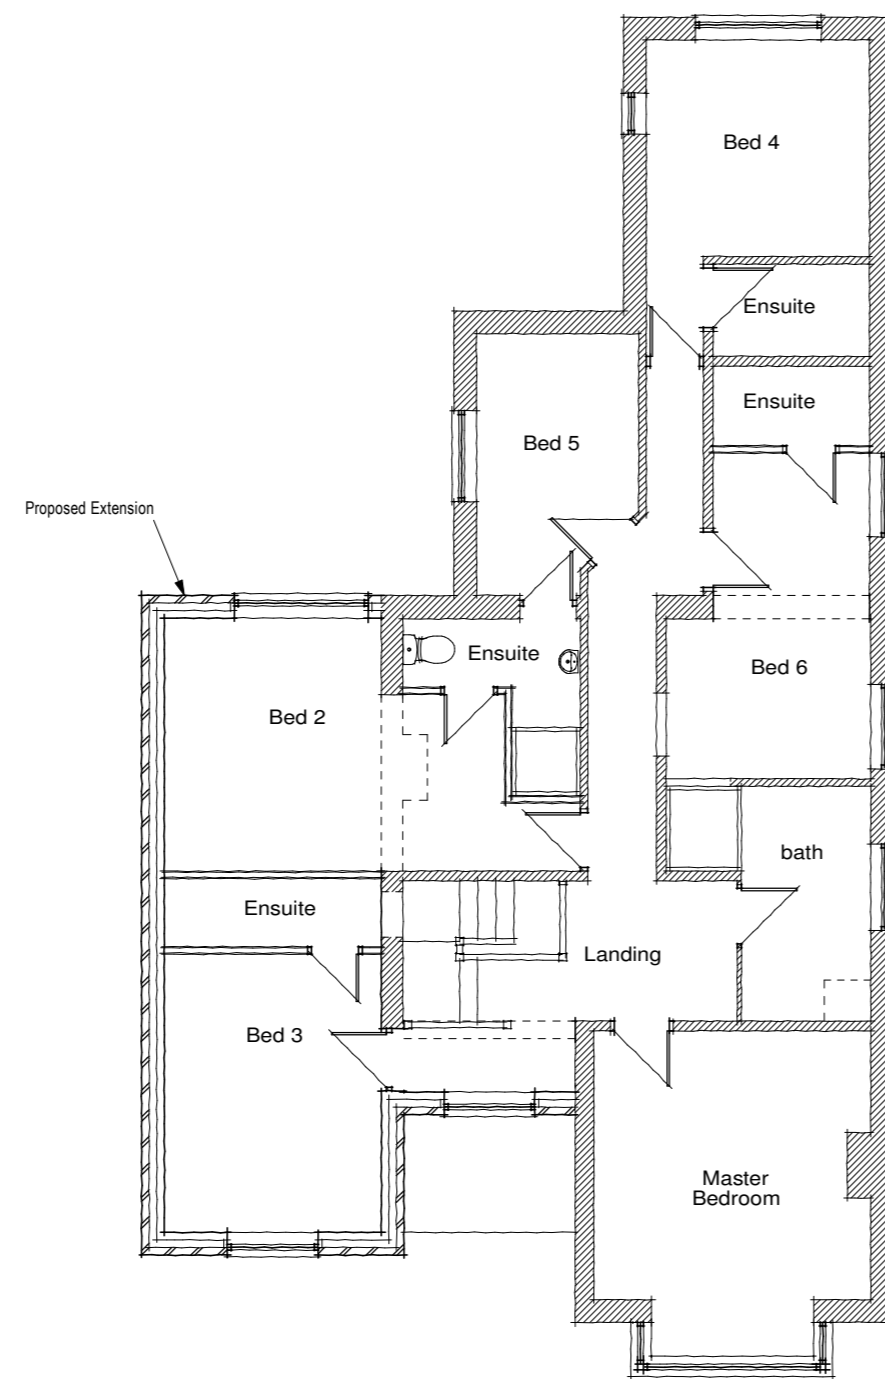 Bed 4
Ensuite
Ensuite
Bed 5
Proposed Extension
Ensuite
Bed 6
Bed 2
bath
Ensuite
Landing
Bed 3
Master
Bedroom